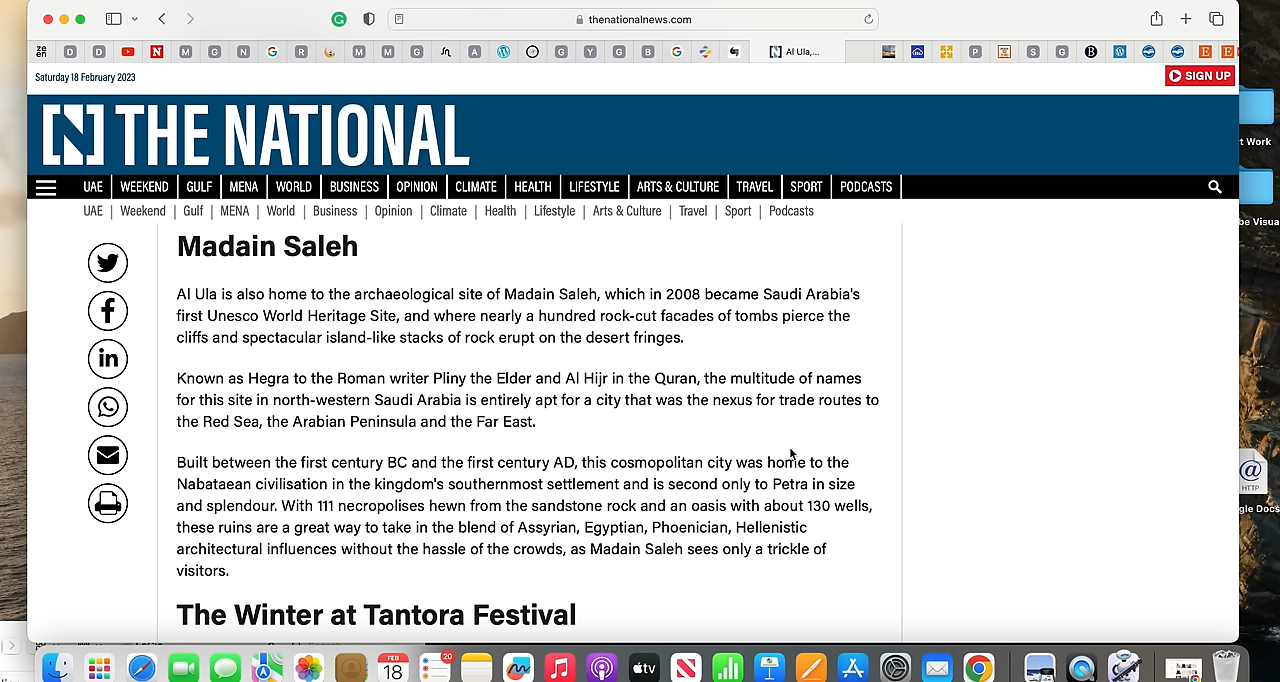 thenationalnews.com
Al Ula,...
Saturday 18 February 2023
SIGN UP
THE NATIONAL
UAE WEEKEND GULF MENA WORLD BUSINESS OPINION CLIMATE HEALTH LIFESTYLE ARTS & CULTURE TRAVEL SPORT PODCASTS
UAE | Weekend | Gulf | MENA | World | Business | Opinion | Climate | Health | Lifestyle | Arts & Culture | Travel | Sport | Podcasts
Madain Saleh
Al Ula is also home to the archaeological site of Madain Saleh, which in 2008 became Saudi Arabia's
first Unesco World Heritage Site, and where nearly a hundred rock-cut facades of tombs pierce the
cliffs and spectacular island-like stacks of rock erupt on the desert fringes.
Known as Hegra to the Roman writer Pliny the Elder and Al Hijr in the Quran, the multitude of names
for this site in north-western Saudi Arabia is entirely apt for a city that was the nexus for trade routes to
the Red Sea, the Arabian Peninsula and the Far East.
Built between the first century BC and the first century AD, this cosmopolitan city was home to the
Nabataean civilisation in the kingdom's southernmost settlement and is second only to Petra in size
and splendour. With 111 necropolises hewn from the sandstone rock and an oasis with about 130 wells,
these ruins are a great way to take in the blend of Assyrian, Egyptian, Phoenician, Hellenistic
architectural influences without the hassle of the crowds, as Madain Saleh sees only a trickle of
visitors.
The Winter at Tantora Festival
t Work
be Visua
@
HTTP
gle Docs
FEB
18
20
tv